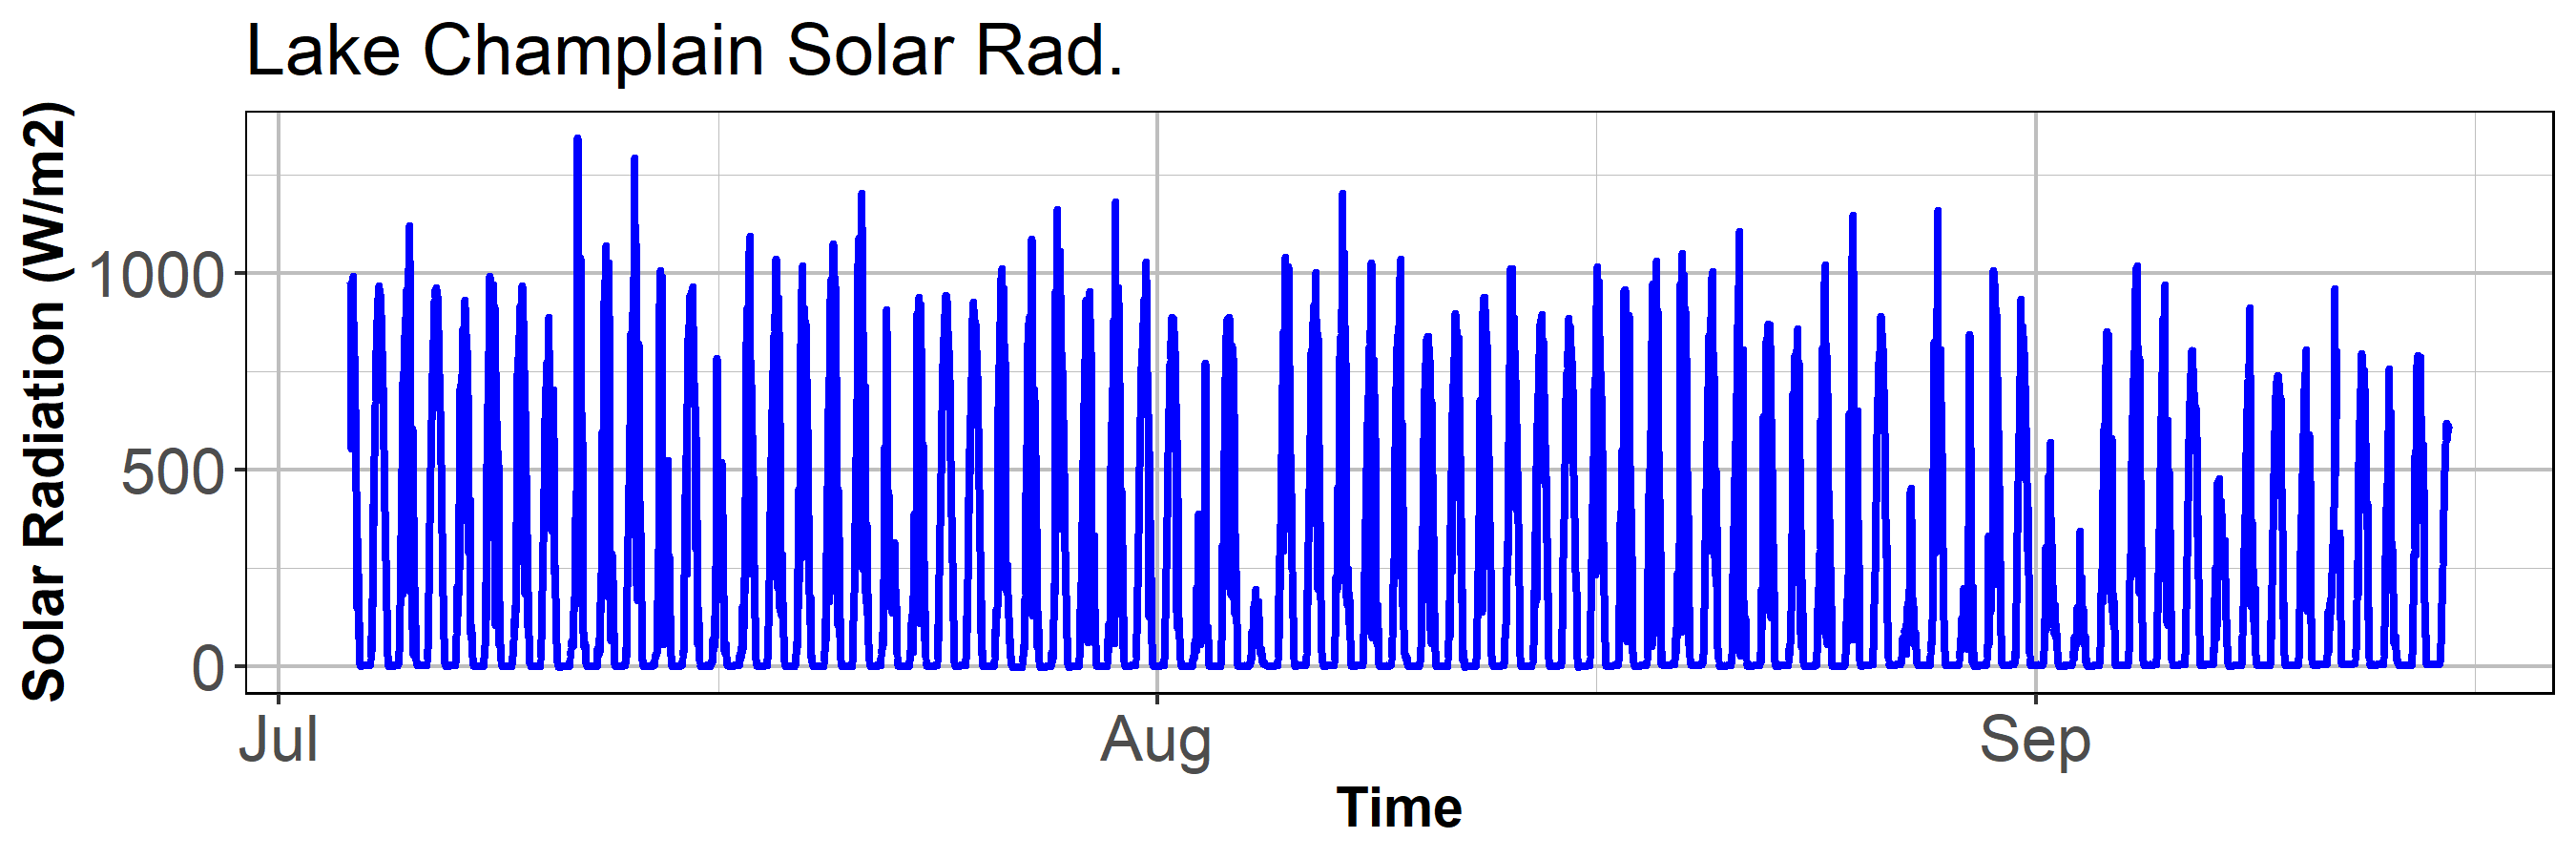 Lake Champlain Solar Rad.
Solar Radiation (W/m2)
1000
500
0
Jul Aug Sep
Time